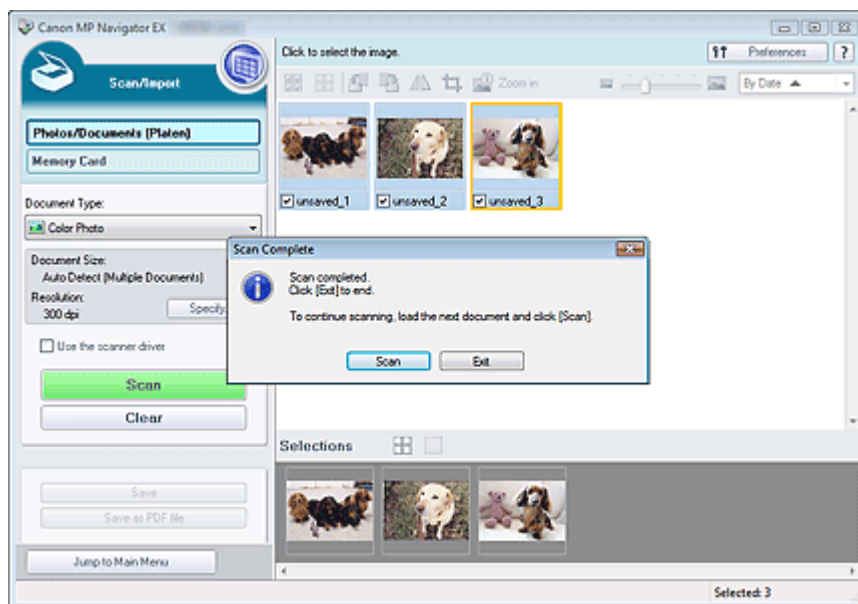 Canon MP Navigator EX
Scan/Import
Click to select the image.
Preferences
?
Zoom in
By Date
Photos/Documents (Platen)
Memory Card
unsaved_1
unsaved_2
unsaved_3
Document Type:
Color Photo
Document Size:
Auto Detect (Multiple Documents)
Resolution:
300 dpi
Specify
Use the scanner driver
Scan
Clear
Scan Complete
Scan completed.
Click [Exit] to end.
To continue scanning, load the next document and click [Scan].
Scan
Exit
Selections
Save
Save as PDF file
Jump to Main Menu
Selected: 3